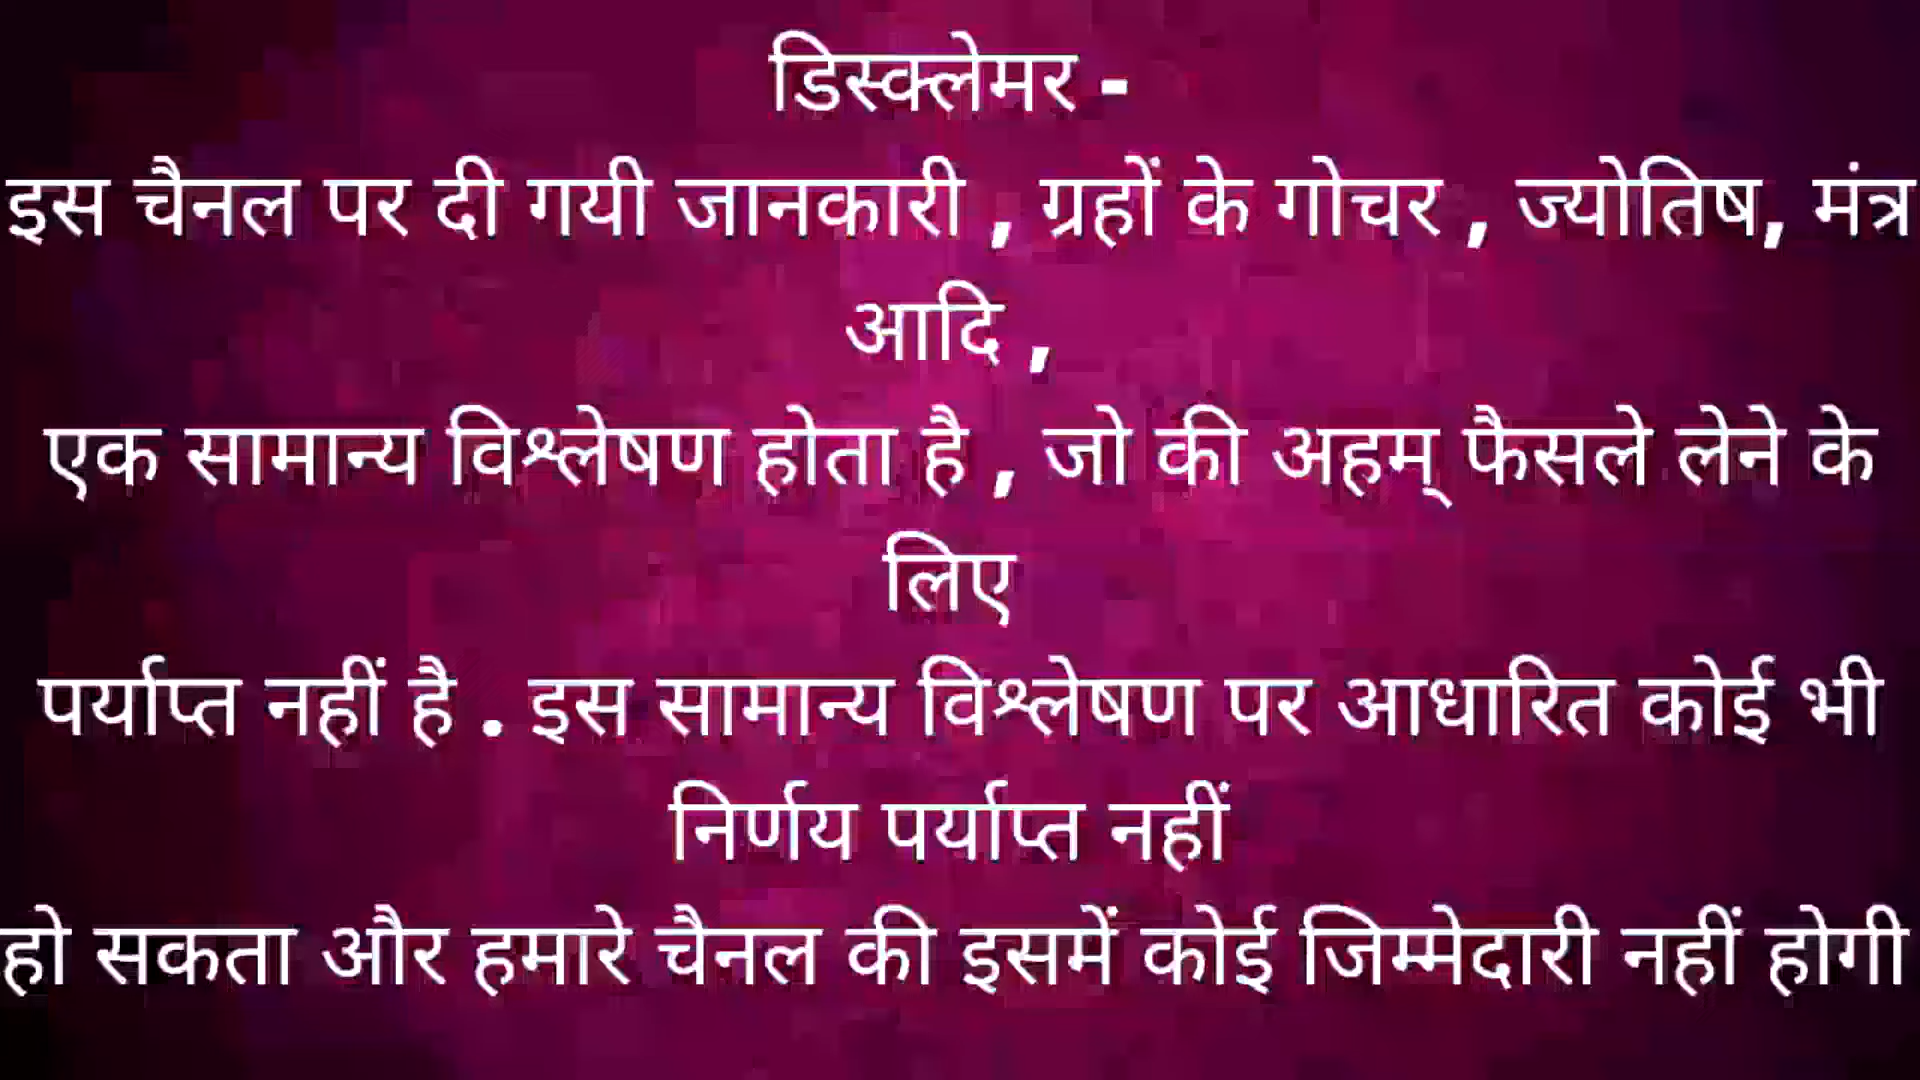 डिस्क्लेमर -
इस चैनल पर दी गयी जानकारी , ग्रहों के गोचर , ज्योतिष, मंत्र
आदि ,
एक सामान्य विश्लेषण होता है , जो की अहम् फैसले लेने के
लिए
पर्याप्त नहीं है . इस सामान्य विश्लेषण पर आधारित कोई भी
निर्णय पर्याप्त नहीं
हो सकता और हमारे चैनल की इसमें कोई जिम्मेदारी नहीं होगी